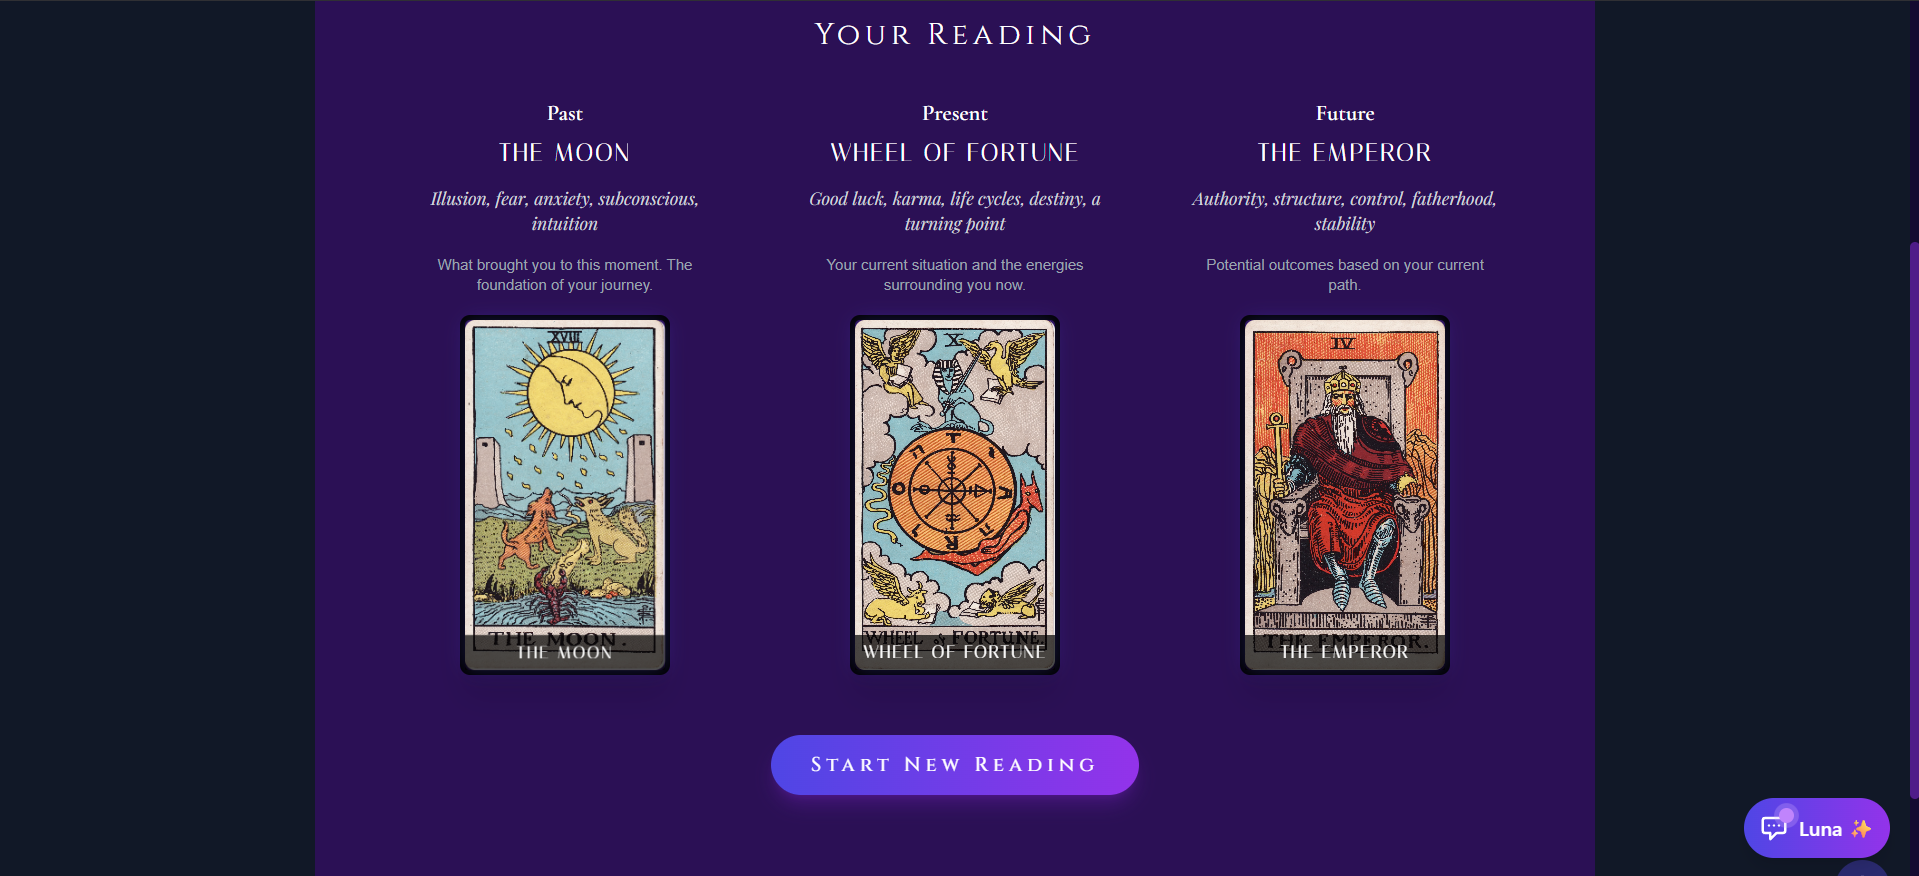 Your Reading
Past
THE MOON
Illusion, fear, anxiety, subconscious,
intuition
What brought you to this moment. The
foundation of your journey.
XVIII
THE MOON.
THE MOON
Present
WHEEL OF FORTUNE
Good luck, karma, life cycles, destiny, a
turning point
Your current situation and the energies
surrounding you now.
X
T
A
R
O
WHEEL of FORTUNE.
WHEEL OF FORTUNE
Future
THE EMPEROR
Authority, structure, control, fatherhood,
stability
Potential outcomes based on your current
path.
IV
THE EMPEROR.
THE EMPEROR
Start New Reading
Luna ✨